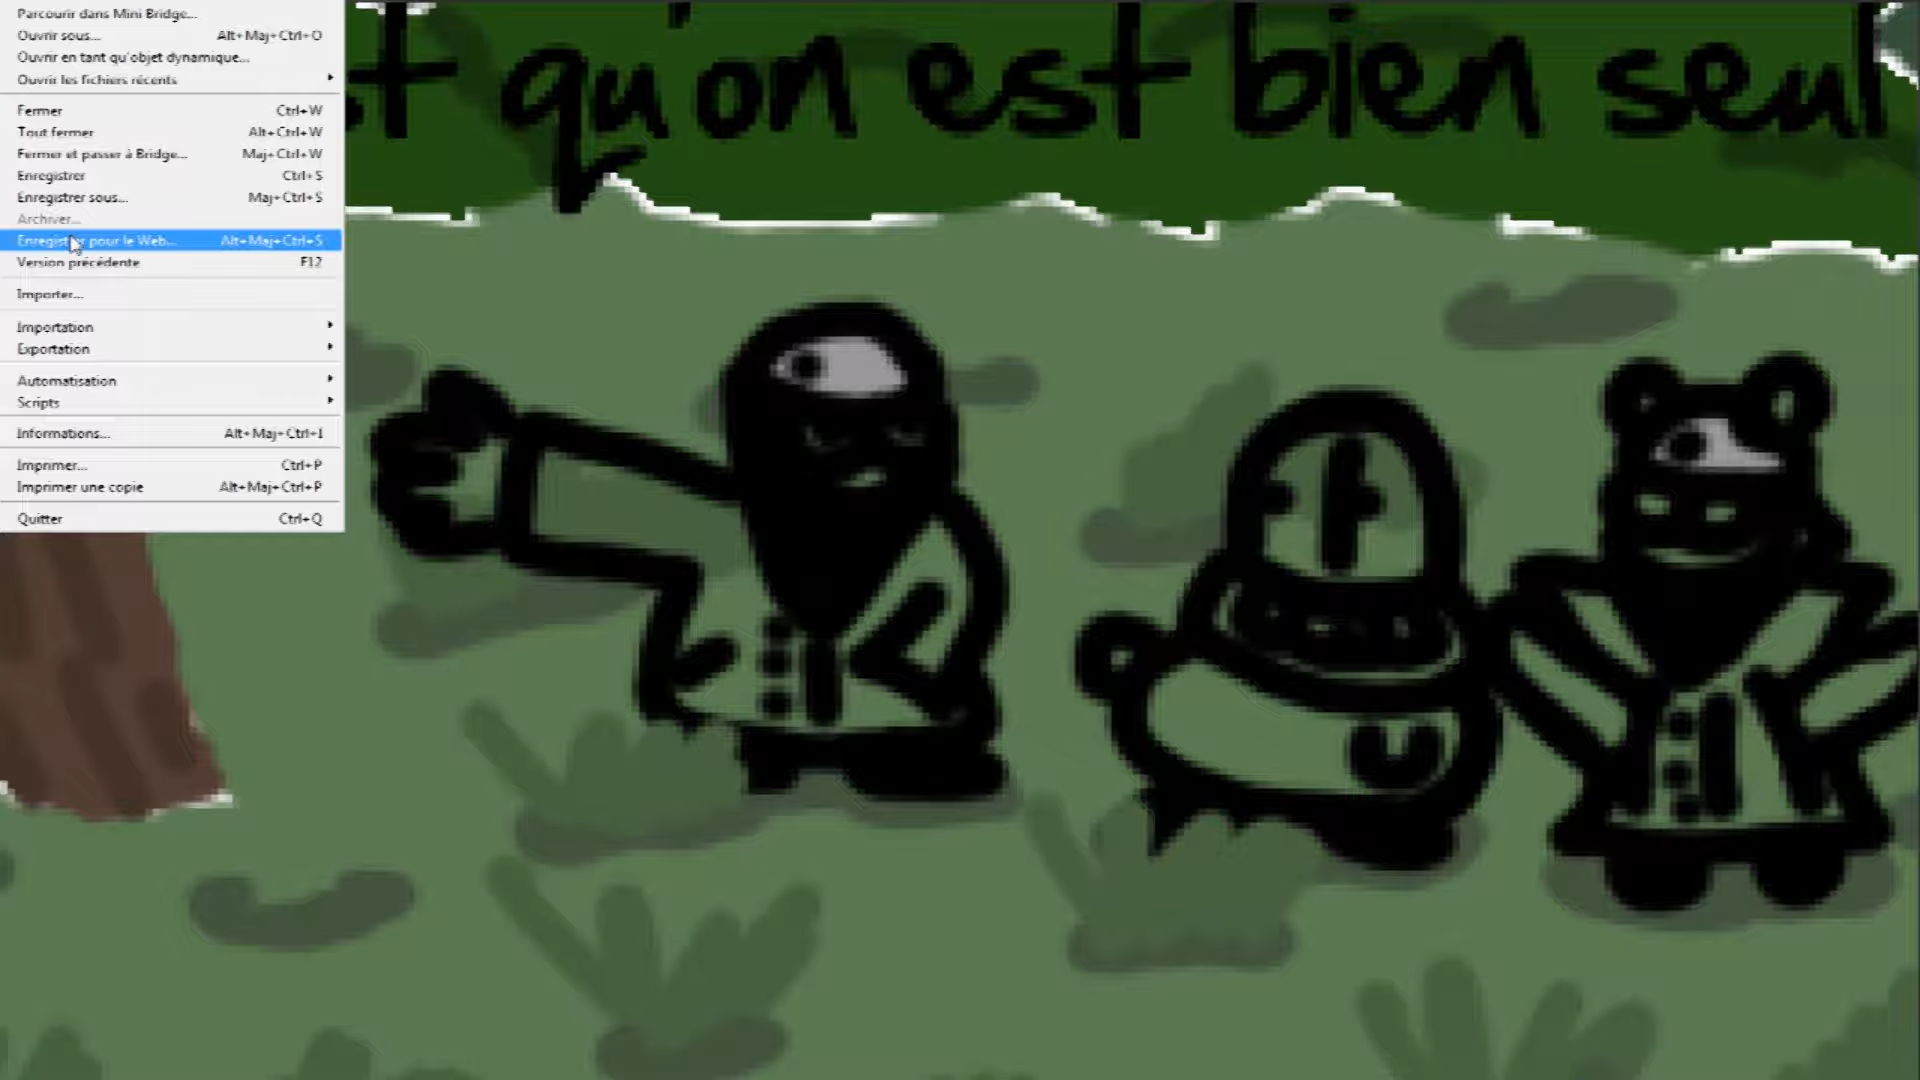 Parcourir dans Mini Bridge...
Ouvrir sous... Alt+Maj+Ctrl+O
Ouvrir en tant qu'objet dynamique...
Ouvrir les fichiers récents
Fermer Ctrl+W
Tout fermer Alt+Ctrl+W
Fermer et passer à Bridge... Maj+Ctrl+W
Enregistrer Ctrl+S
Enregistrer sous... Maj+Ctrl+S
Archiver...
Enregistrer pour le Web... Alt+Maj+Ctrl+S
Version précédente F12
Importer...
Importation
Exportation
Automatisation
Scripts
Informations... Alt+Maj+Ctrl+I
Imprimer... Ctrl+P
Imprimer une copie Alt+Maj+Ctrl+P
Quitter Ctrl+Q
qu'on est bien seul